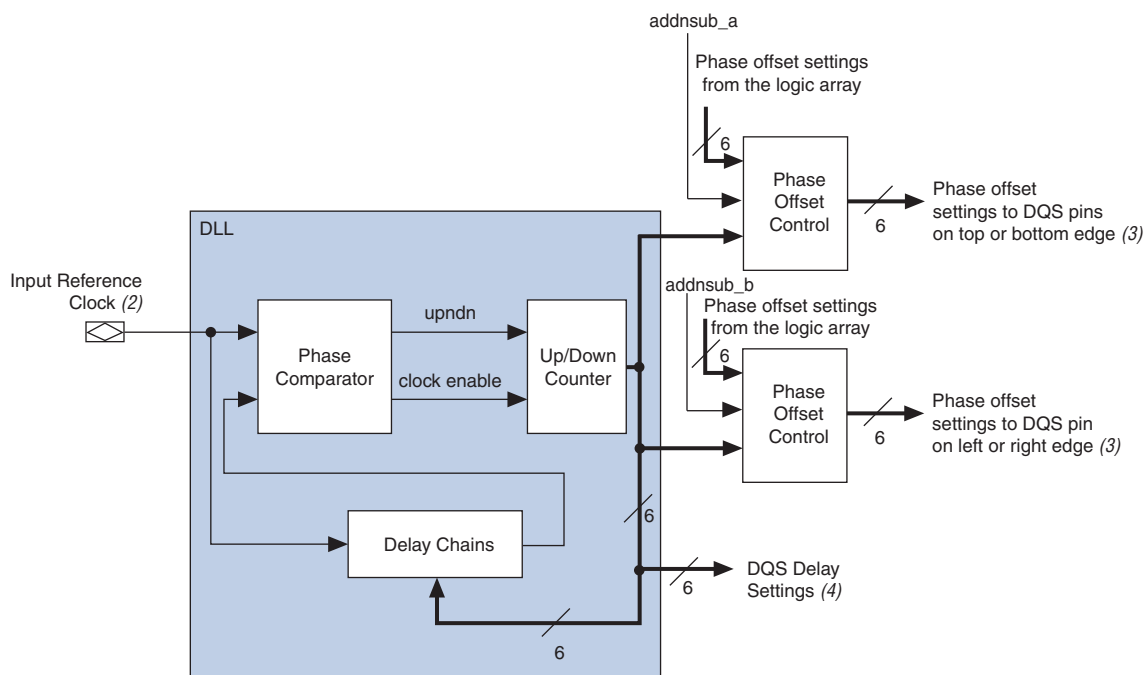 addnsub_a
Phase offset settings
from the logic array
6
Phase
Offset
Control
6
Phase offset
settings to DQS pins
on top or bottom edge (3)
DLL
Input Reference
Clock (2)
addnsub_b
Phase offset settings
from the logic array
6
upndn
Phase
Comparator
clock enable
Up/Down
Counter
Phase
Offset
Control
6
Phase offset
settings to DQS pin
on left or right edge (3)
6
Delay Chains
6
DQS Delay
Settings (4)
6